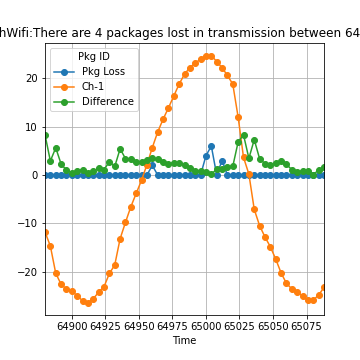 hWifi:There are 4 packages lost in transmission between 64
Pkg ID
Pkg Loss
Ch-1
Difference
20
10
0
−10
−20
64900 64925 64950 64975 65000 65025 65050 65075
Time